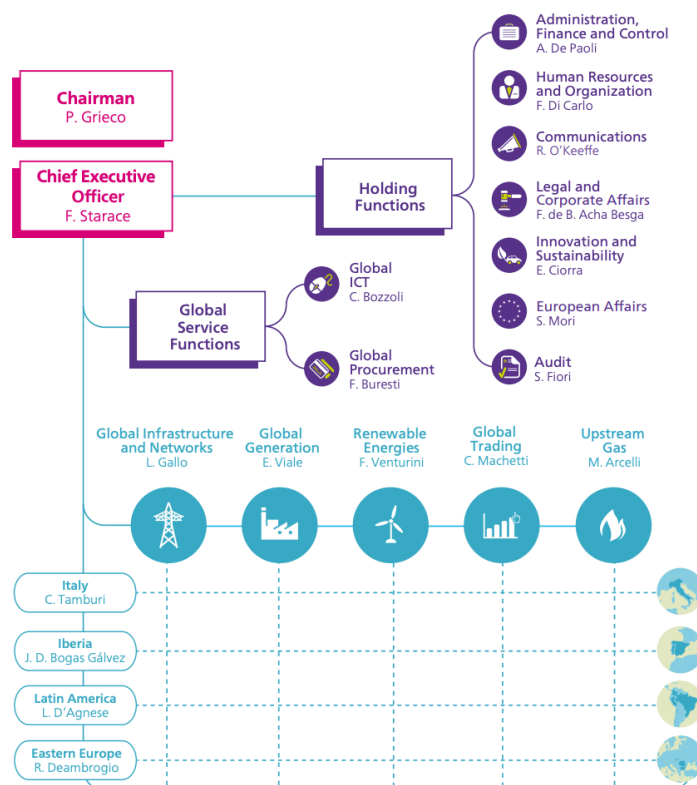 Chairman
P. Grieco
Chief Executive
Officer
F. Starace
Holding
Functions
Administration,
Finance and Control
A. De Paoli
Human Resources
and Organization
F. Di Carlo
Communications
R. O’Keeffe
Legal and
Corporate Affairs
F. de B. Acha Besga
Innovation and
Sustainability
E. Ciorra
European Affairs
S. Mori
Audit
S. Fiori
Global
Service
Functions
Global
ICT
C. Bozzoli
Global
Procurement
F. Buresti
Global Infrastructure
and Networks
L. Gallo
Global
Generation
E. Viale
Renewable
Energies
F. Venturini
Global
Trading
C. Machetti
Upstream
Gas
M. Arcelli
Italy
C. Tamburi
Iberia
J. D. Bogas Gálvez
Latin America
L. D’Agnese
Eastern Europe
R. Deambrogio